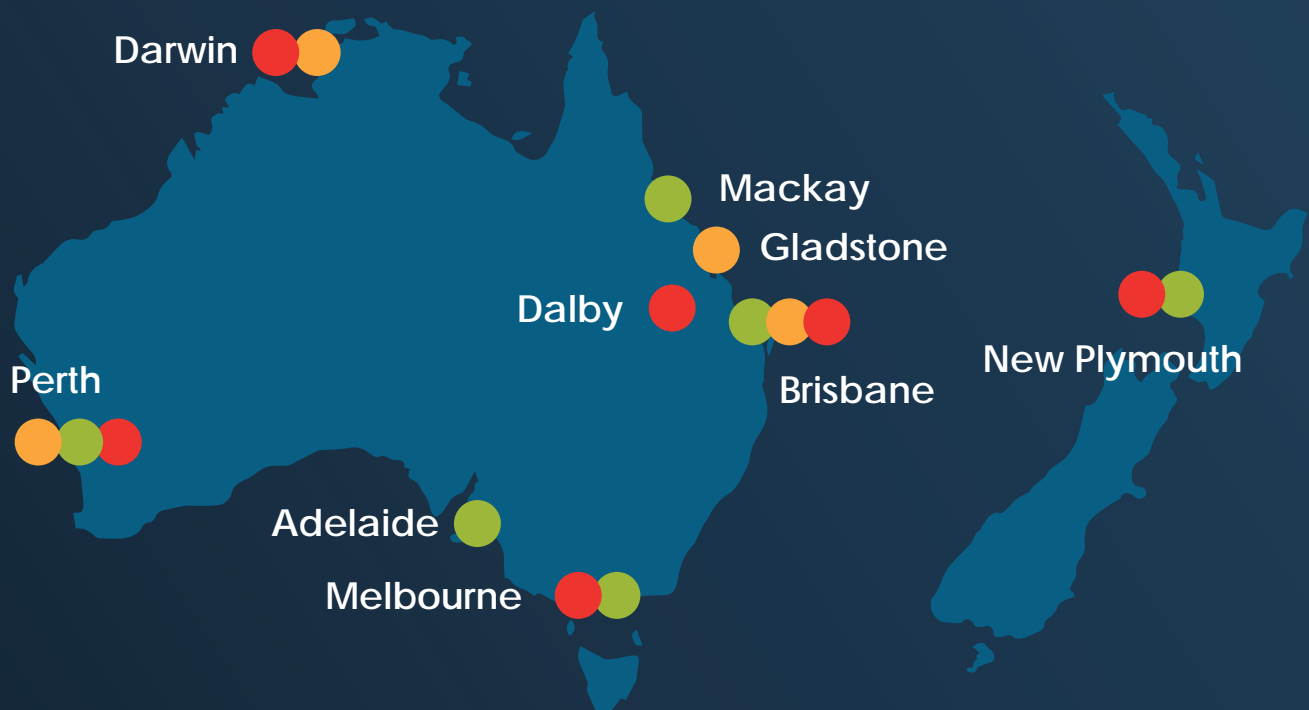 Darwin
Mackay
Gladstone
Dalby
New Plymouth
Perth
Brisbane
Adelaide
Melbourne